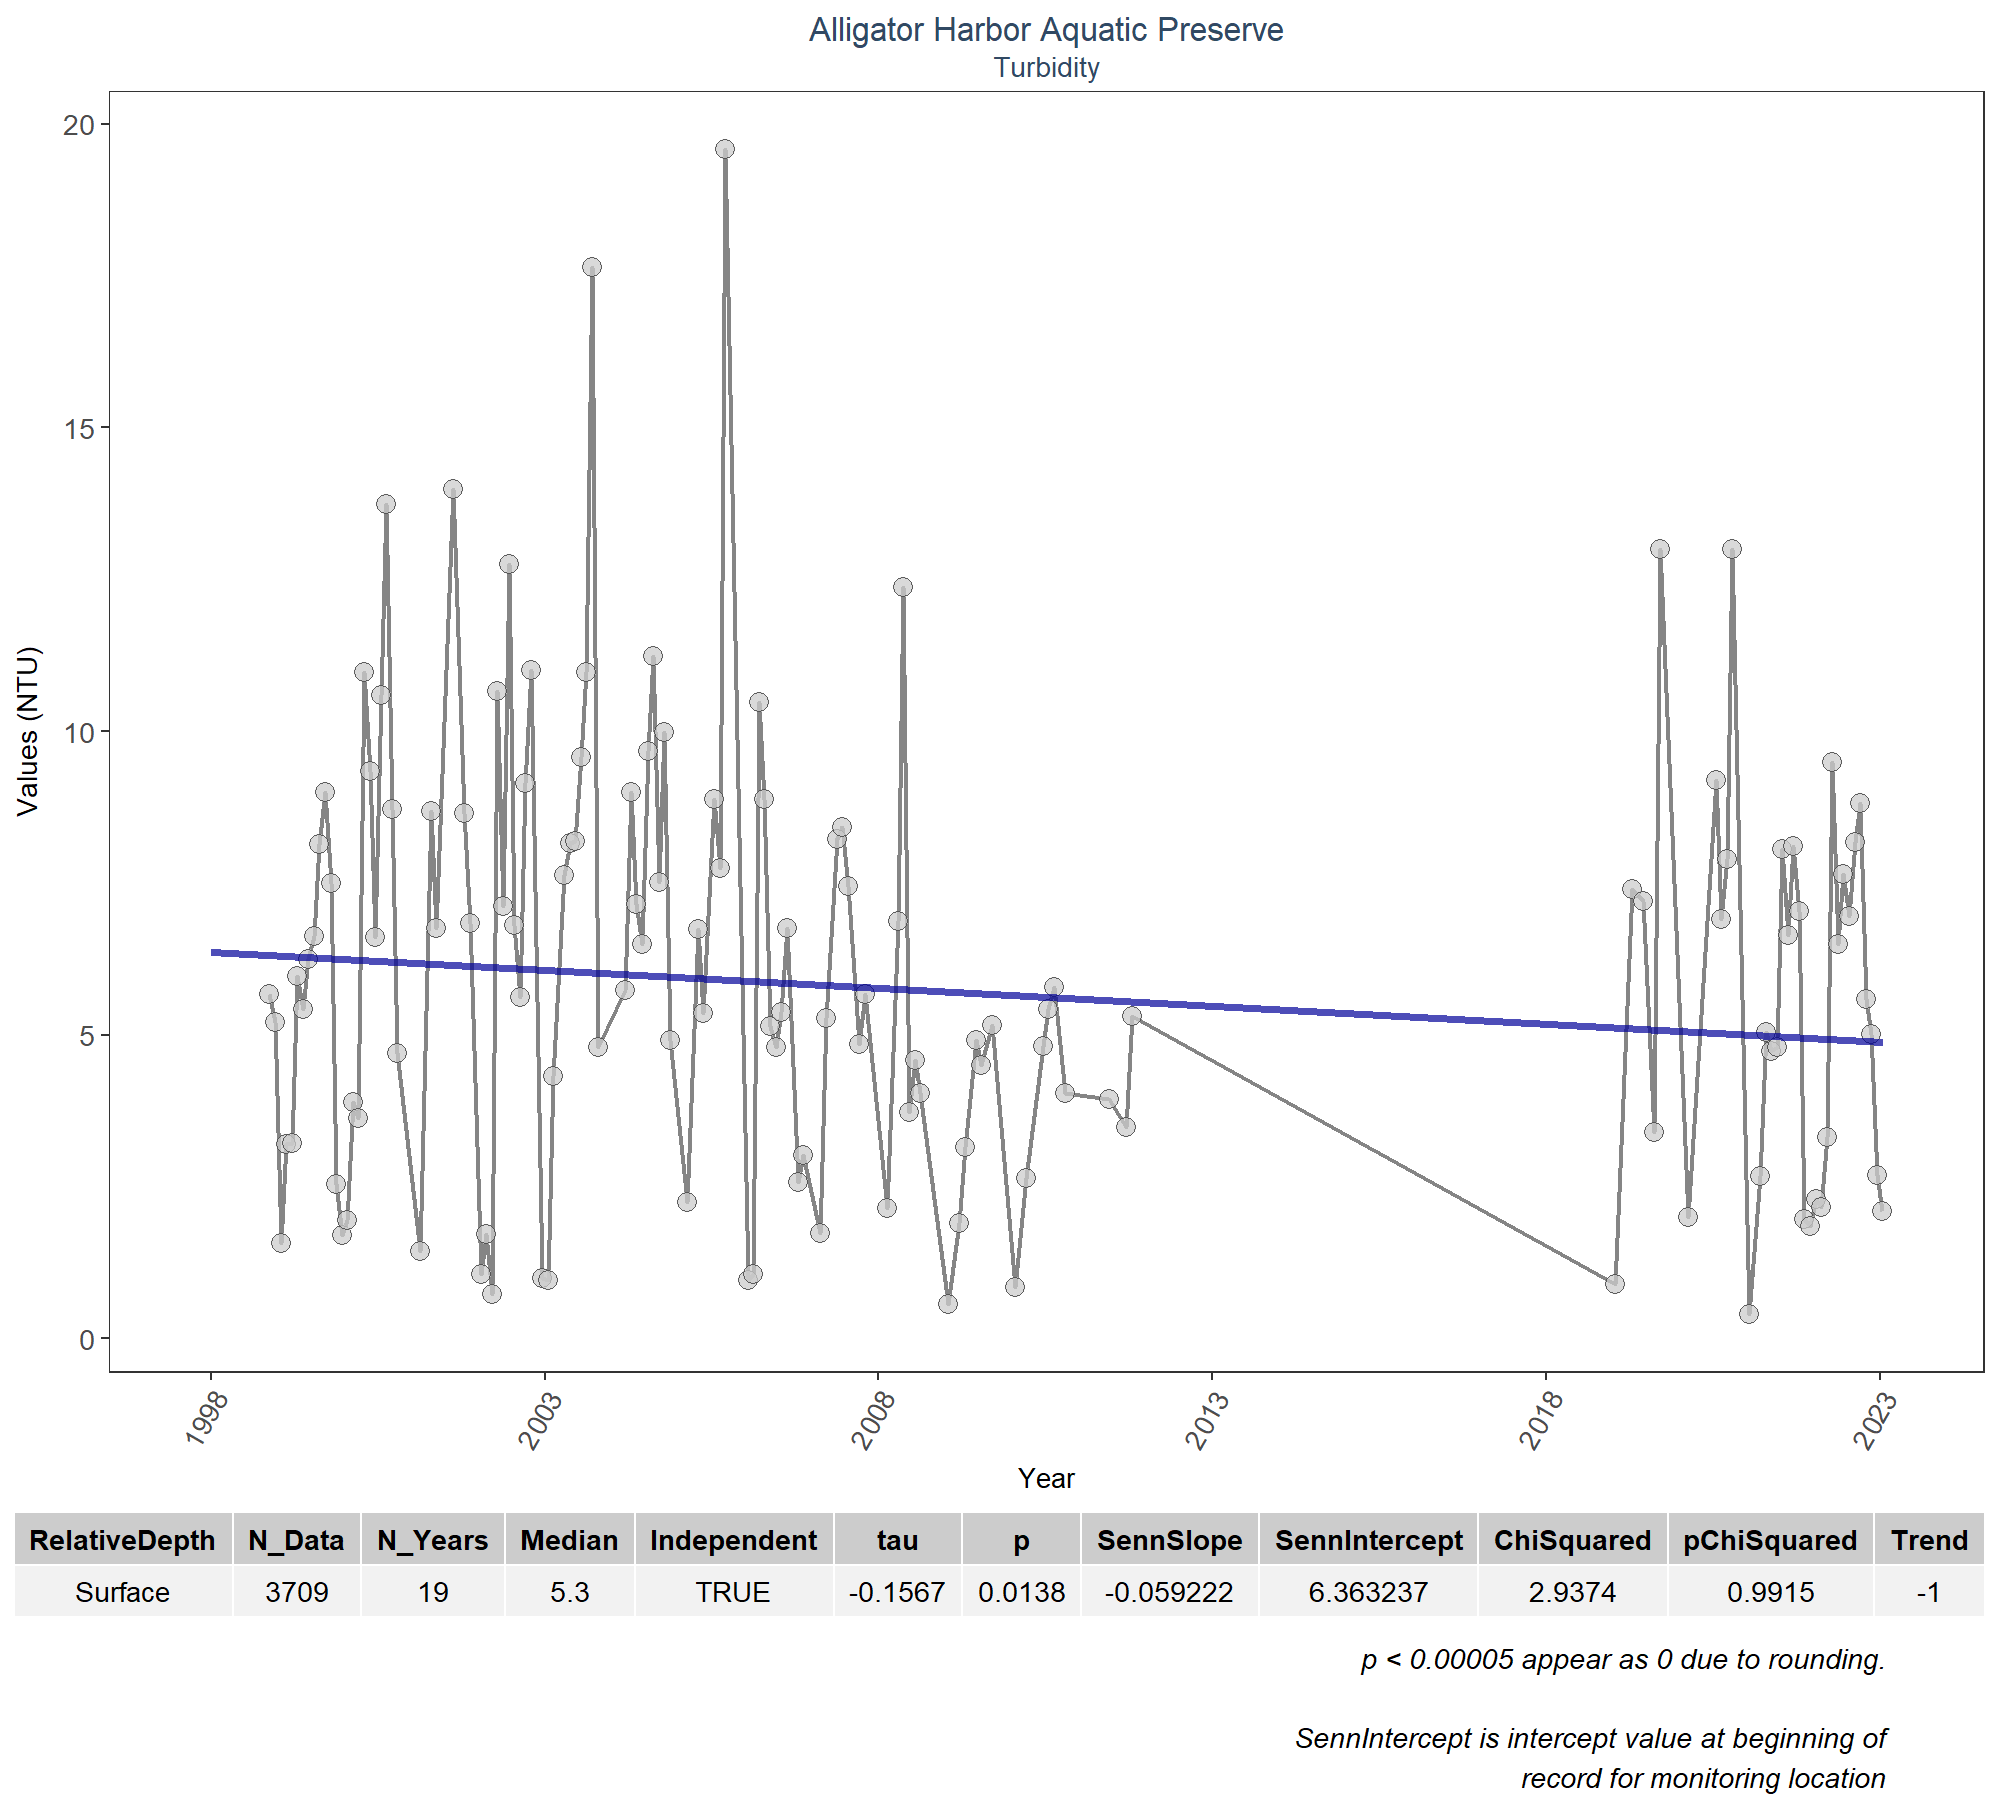 Alligator Harbor Aquatic Preserve
Turbidity
20
15
10
5
0
Values (NTU)
1998
2003
2008
2013
2018
2023
Year
RelativeDepth N_Data N_Years Median Independent tau p SennSlope SennIntercept ChiSquared pChiSquared Trend
Surface 3709 19 5.3 TRUE -0.1567 0.0138 -0.059222 6.363237 2.9374 0.9915 -1
p < 0.00005 appear as 0 due to rounding.
SennIntercept is intercept value at beginning of
record for monitoring location